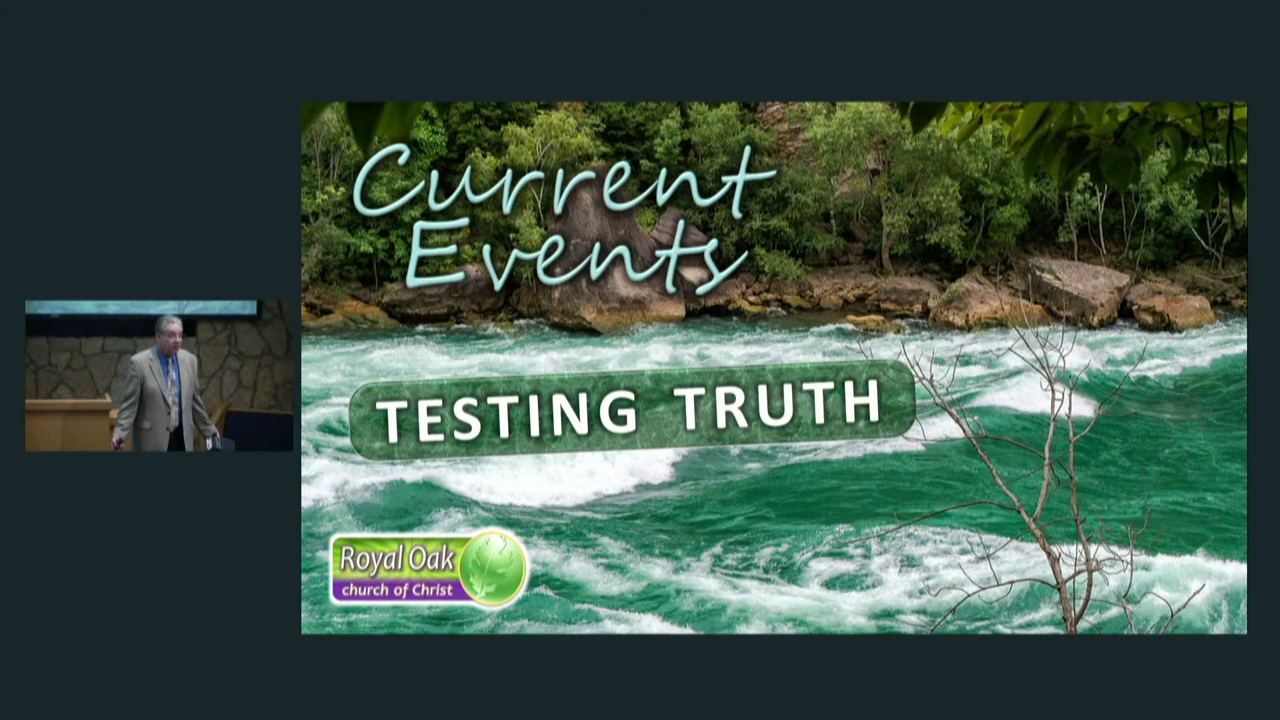 Current
Events
TESTING TRUTH
Royal Oak
church of Christ